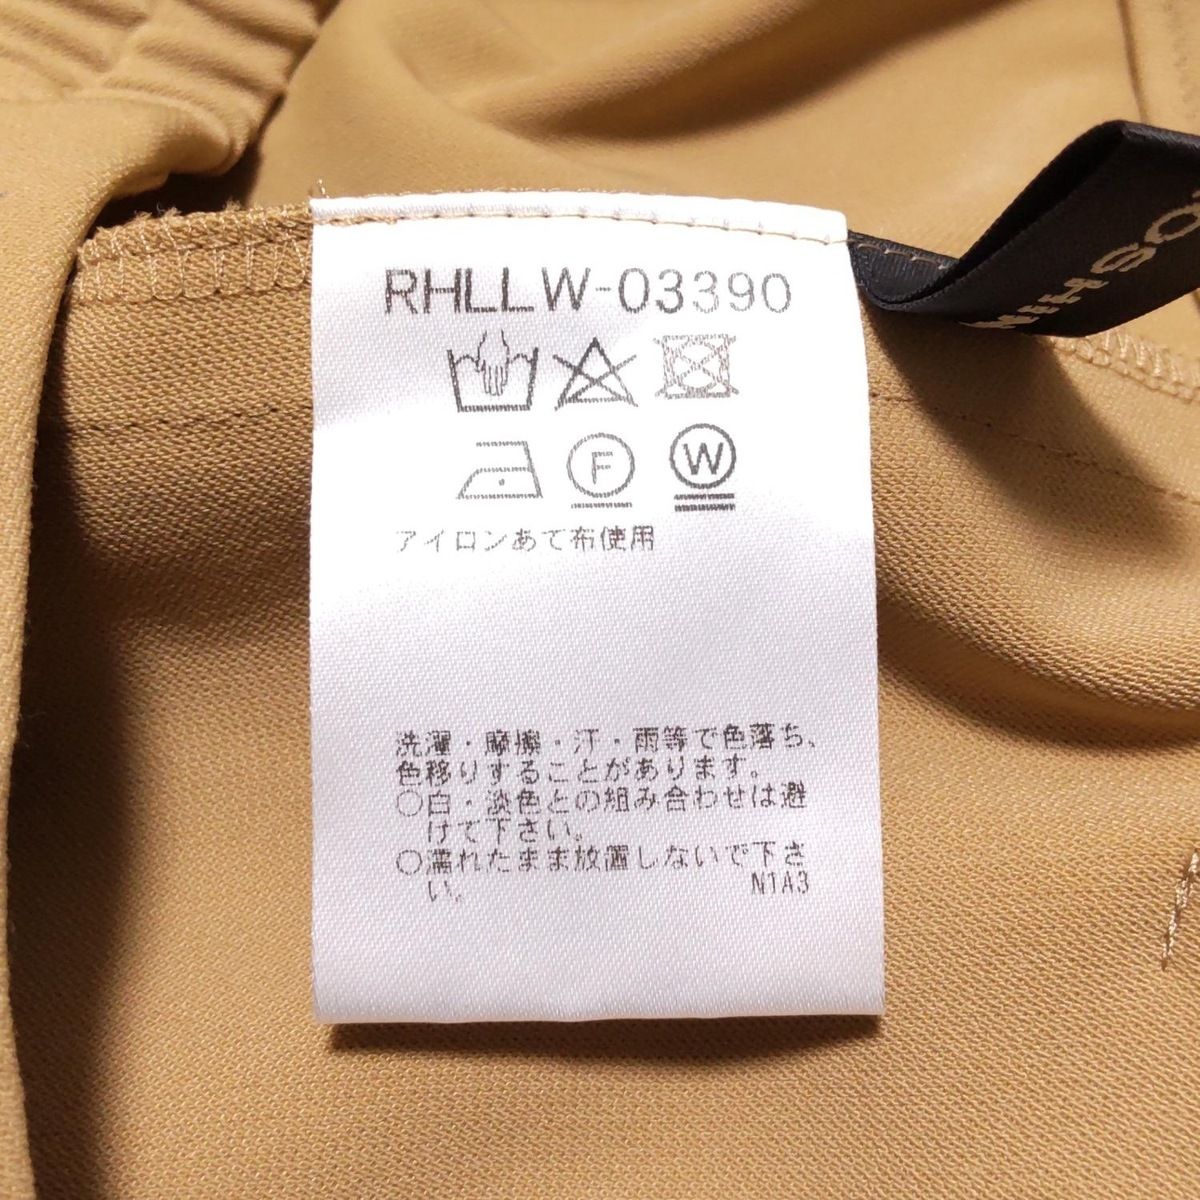 RHLLW-03390
F
W
アイロンあて布使用
洗濯・摩擦・汗・雨等で色落ち、
色移りすることがあります。
○白・淡色との組み合わせは避
けて下さい。
○濡れたまま放置しないで下さ
い。
N1A3